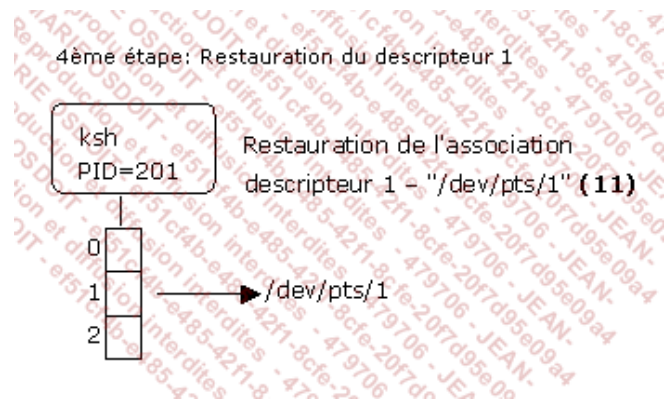 4ème étape: Restauration du descripteur 1
ksh
PID=201
Restauration de l'association
descripteur 1 – "/dev/pts/1" (11)
0
1
/dev/pts/1
2